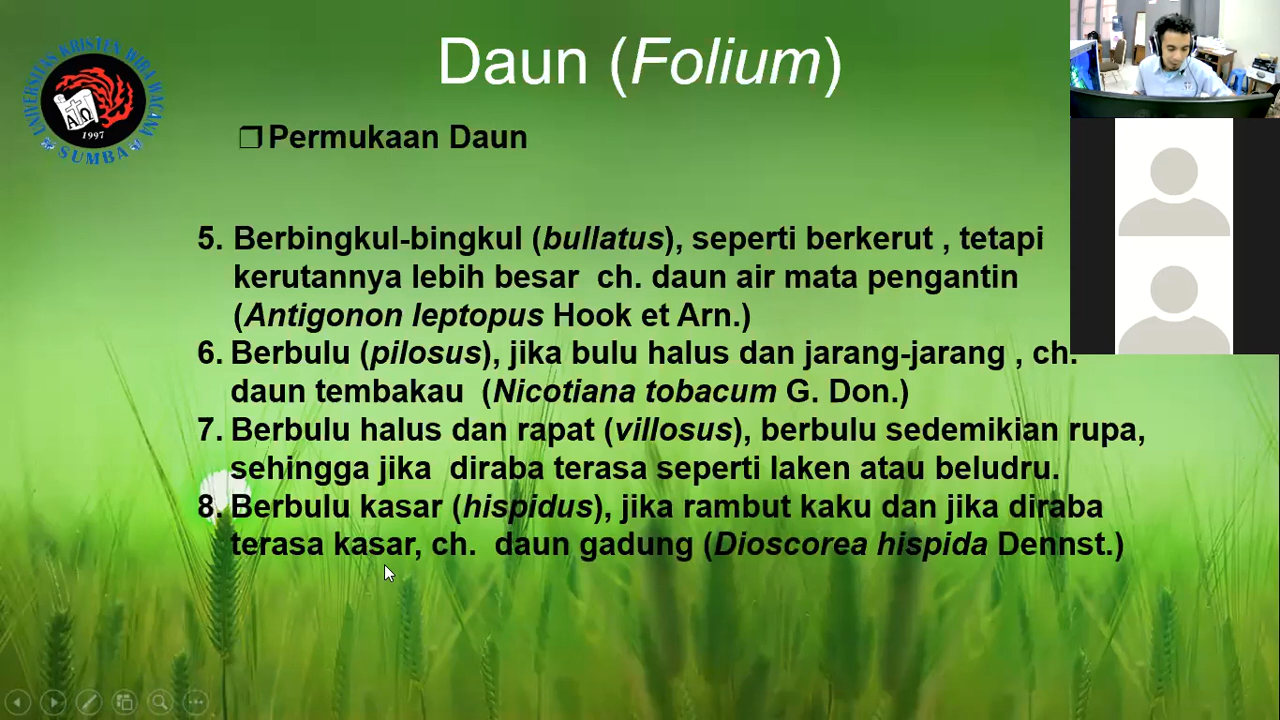 UNIVERSITAS KRISTEN WIRA WACANA
SUMBA
1997
Daun (Folium)
❒ Permukaan Daun
5. Berbingkul-bingkul (bullatus), seperti berkerut , tetapi
kerutannya lebih besar ch. daun air mata pengantin
(Antigonon leptopus Hook et Arn.)
6. Berbulu (pilosus), jika bulu halus dan jarang-jarang , ch.
daun tembakau (Nicotiana tobacum G. Don.)
7. Berbulu halus dan rapat (villosus), berbulu sedemikian rupa,
sehingga jika diraba terasa seperti laken atau beludru.
8. Berbulu kasar (hispidus), jika rambut kaku dan jika diraba
terasa kasar, ch. daun gadung (Dioscorea hispida Dennst.)